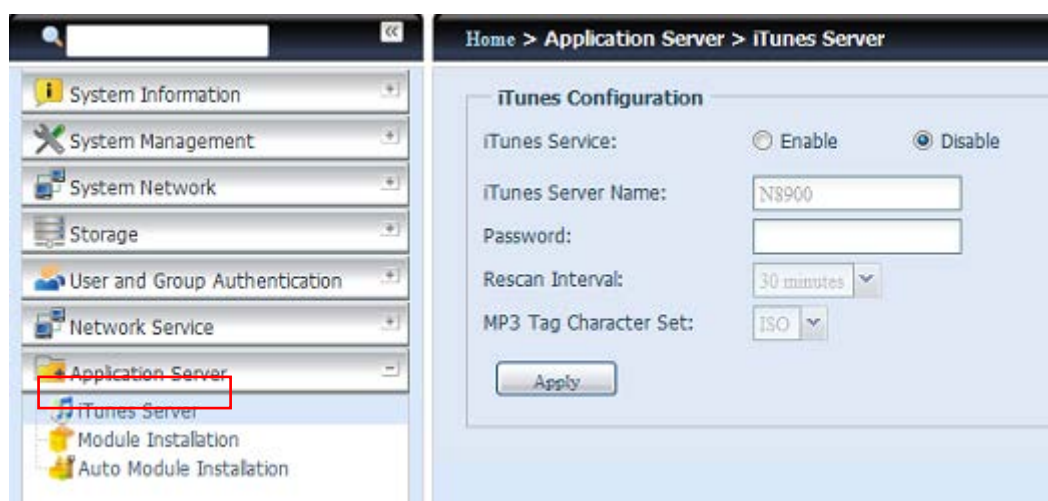 Home > Application Server > iTunes Server
System Information
System Management
System Network
Storage
User and Group Authentication
Network Service
Application Server
iTunes Server
Module Installation
Auto Module Installation
iTunes Configuration
iTunes Service: Enable Disable
iTunes Server Name: N8900
Password:
Rescan Interval: 30 minutes
MP3 Tag Character Set: ISO
Apply